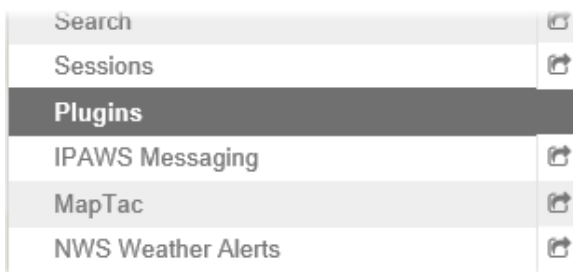 Search
Sessions
Plugins
IPAWS Messaging
MapTac
NWS Weather Alerts